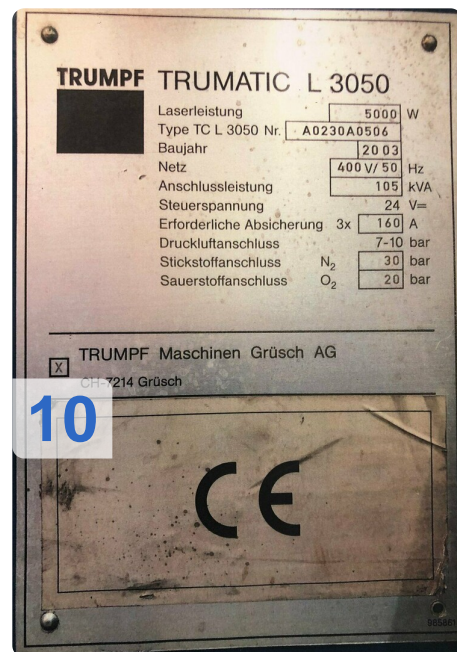 TRUMPF TRUMATIC L 3050
Laserleistung 5000 W
Type TC L 3050 Nr. A0230A0506
Baujahr 2003
Netz 400 V/ 50 Hz
Anschlussleistung 105 kVA
Steuerspannung 24 V=
Erforderliche Absicherung 3x 160 A
Druckluftanschluss 7-10 bar
Stickstoffanschluss N₂ 30 bar
Sauerstoffanschluss O₂ 20 bar
X TRUMPF Maschinen Grüsch AG
CH-7214 Grüsch
10
CE